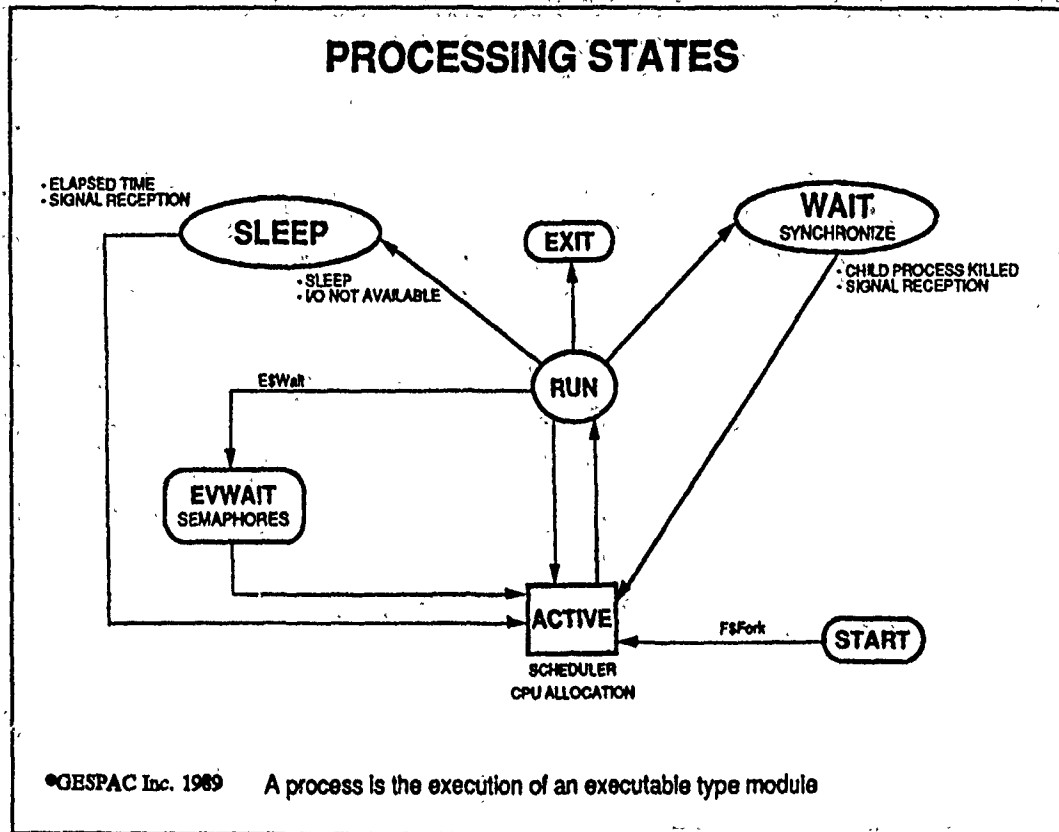 PROCESSING STATES
· ELAPSED TIME
· SIGNAL RECEPTION
SLEEP
· SLEEP
· I/O NOT AVAILABLE
EXIT
WAIT
SYNCHRONIZE
· CHILD PROCESS KILLED
· SIGNAL RECEPTION
RUN
E$Wait
EVWAIT
SEMAPHORES
ACTIVE
SCHEDULER
CPU ALLOCATION
F$Fork
START
©GESPAC Inc. 1989 A process is the execution of an executable type module